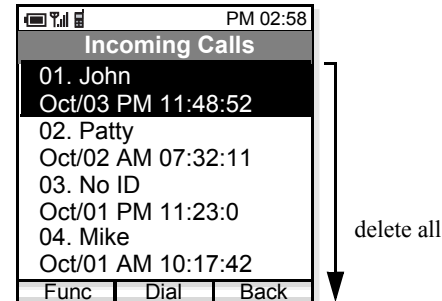 PM 02:58
Incoming Calls
01. John
Oct/03 PM 11:48:52
02. Patty
Oct/02 AM 07:32:11
03. No ID
Oct/01 PM 11:23:0
04. Mike
Oct/01 AM 10:17:42
Func Dial Back
delete all